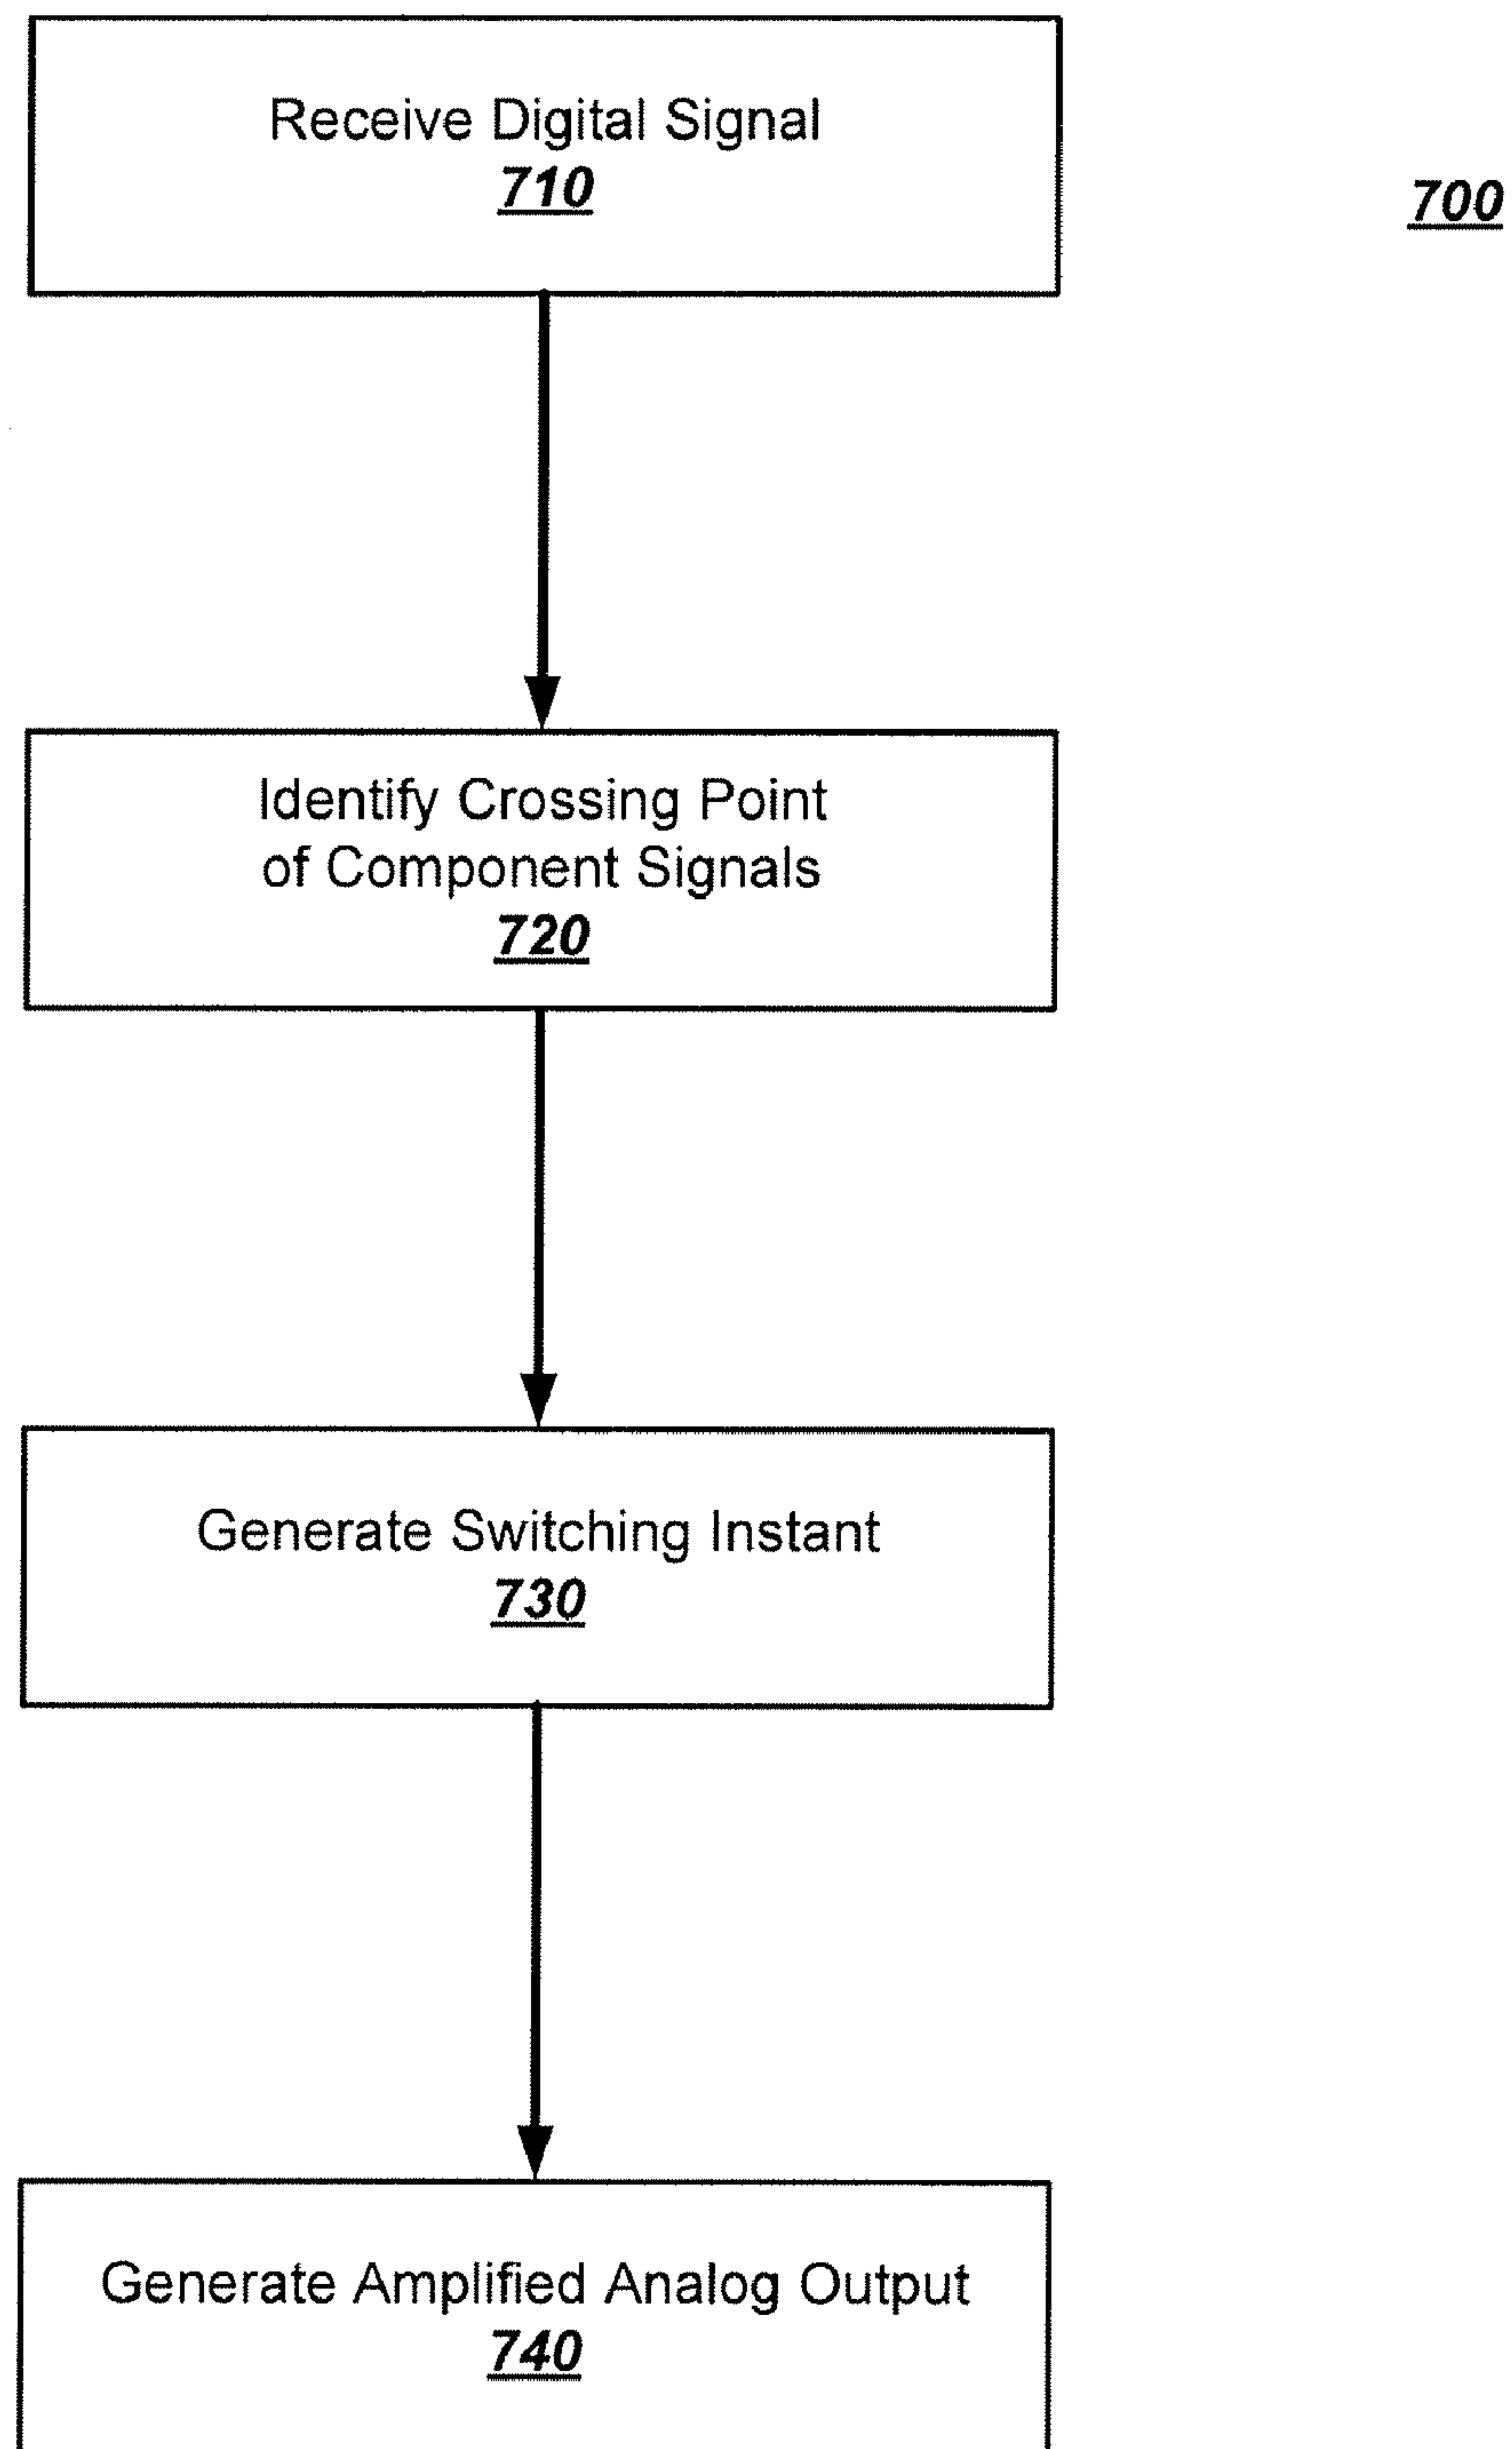 Receive Digital Signal
710
700
Identify Crossing Point
of Component Signals
720
Generate Switching Instant
730
Generate Amplified Analog Output
740